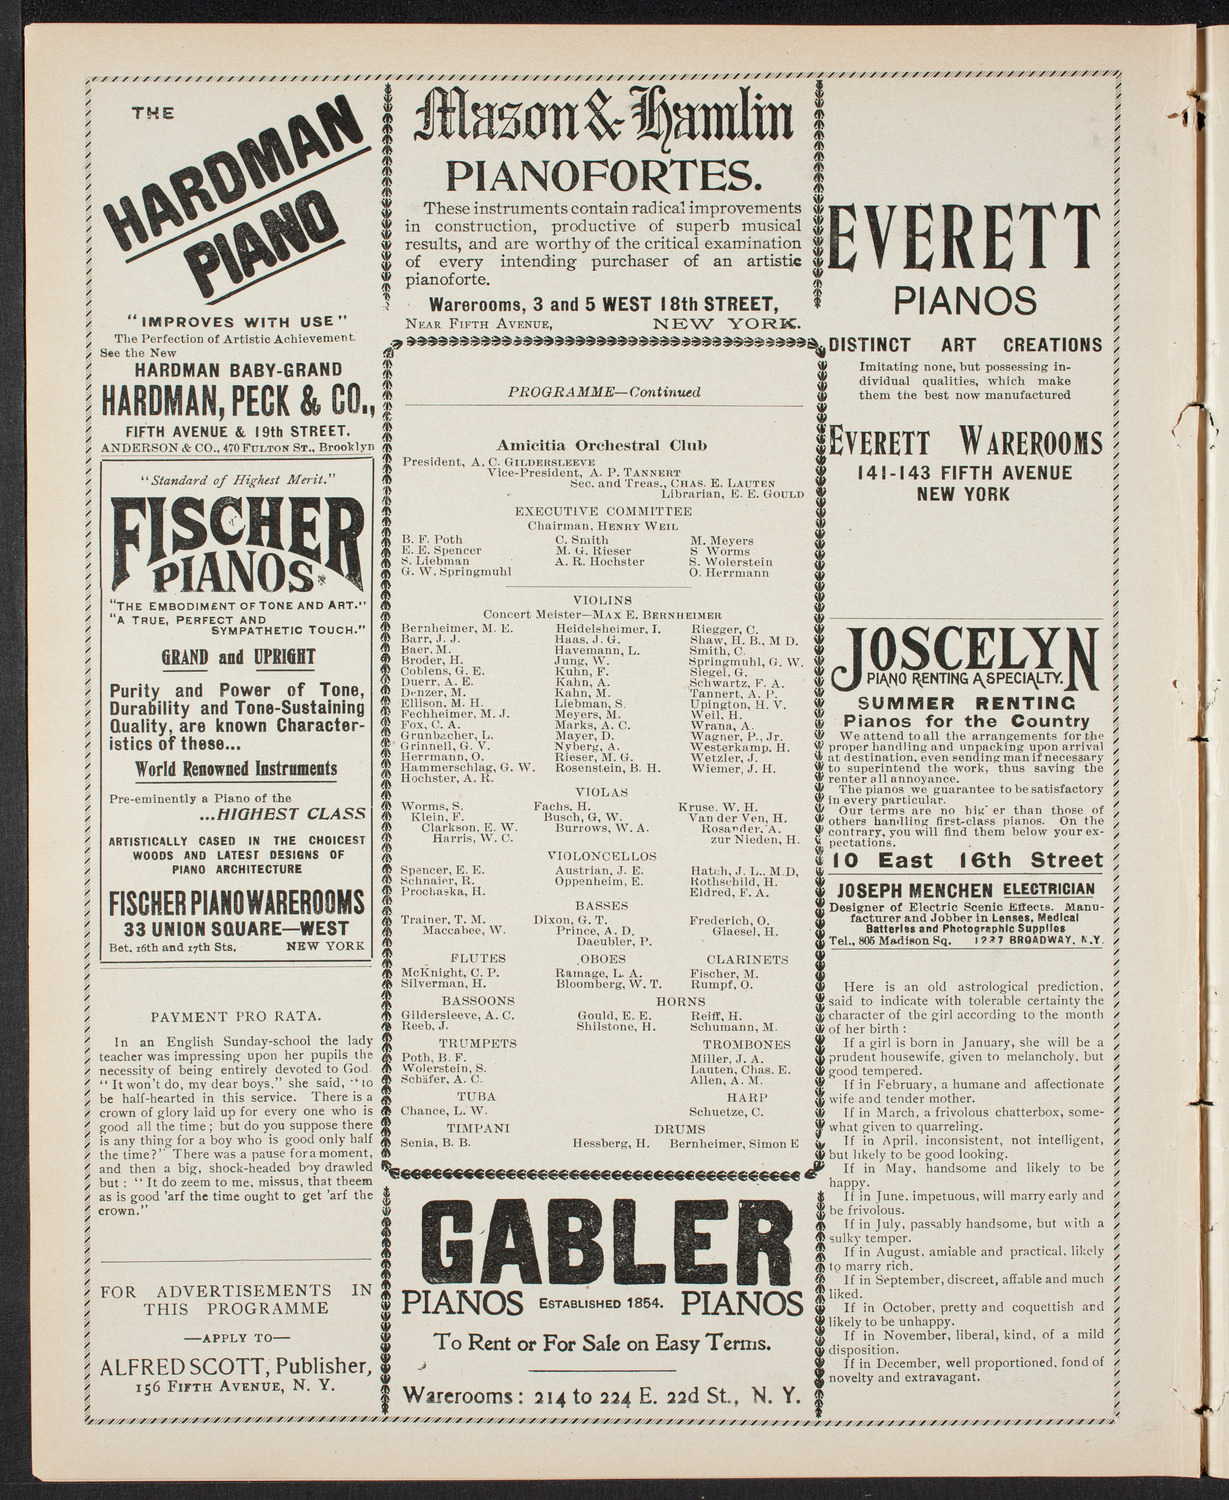 THE
HARDMAN
PIANO
"IMPROVES WITH USE"
The Perfection of Artistic Achievement.
See the New
HARDMAN BABY-GRAND
HARDMAN, PECK & CO.,
FIFTH AVENUE & 19th STREET.
ANDERSON & CO., 470 FULTON ST., Brooklyn
"Standard of Highest Merit."
FISCHER
PIANOS
"THE EMBODIMENT OF TONE AND ART."
"A TRUE, PERFECT AND
SYMPATHETIC TOUCH."
GRAND and UPRIGHT
Purity and Power of Tone,
Durability and Tone-Sustaining
Quality, are known Character-
istics of these...
World Renowned Instruments
Pre-eminently a Piano of the
...HIGHEST CLASS
ARTISTICALLY CASED IN THE CHOICEST
WOODS AND LATEST DESIGNS OF
PIANO ARCHITECTURE
FISCHER PIANO WAREROOMS
33 UNION SQUARE—WEST
Bet. 16th and 17th Sts. NEW YORK
PAYMENT PRO RATA.
In an English Sunday-school the lady
teacher was impressing upon her pupils the
necessity of being entirely devoted to God.
"It won't do, my dear boys," she said, "to
be half-hearted in this service. There is a
crown of glory laid up for every one who is
good all the time; but do you suppose there
is any thing for a boy who is good only half
the time?" There was a pause for a moment,
and then a big, shock-headed boy drawled
but: "It do zeem to me, missus, that theem
as is good 'arf the time ought to get 'arf the
crown."
FOR ADVERTISEMENTS IN
THIS PROGRAMME
—APPLY TO—
ALFRED SCOTT, Publisher,
156 FIFTH AVENUE, N. Y.
Mason & Hamlin
PIANOFORTES.
These instruments contain radical improvements
in construction, productive of superb musical
results, and are worthy of the critical examination
of every intending purchaser of an artistic
pianoforte.
Warerooms, 3 and 5 WEST 18th STREET,
NEAR FIFTH AVENUE, NEW YORK.
PROGRAMME—Continued
Amicitia Orchestral Club
President, A. C. GILDERSLEEVE
Vice-President, A. P. TANNERT
Sec. and Treas., CHAS. E. LAUTEN
Librarian, E. E. GOULD
EXECUTIVE COMMITTEE
Chairman, HENRY WEIL
B. F. Poth C. Smith M. Meyers
E. E. Spencer M. G. Rieser S Worms
S. Liebman A. R. Hochster S. Wolerstein
G. W. Springmuhl O. Herrmann
VIOLINS
Concert Meister—MAX E. BERNHEIMER
Bernheimer, M. E. Heidelsheimer, I. Riegger, C.
Barr, J. J. Haas, J. G. Shaw, H. B., M D.
Baer, M. Havemann, L. Smith, C.
Broder, H. Jung, W. Springmuhl, G. W.
Coblens, G. E. Kuhn, F. Siegel, G.
Duerr, A. E. Kahn, A. Schwartz, F. A.
Denzer, M. Kahn, M. Tannert, A. P.
Ellison, M. H. Liebman, S. Upington, H. V.
Fechheimer, M. J. Meyers, M. Weil, H.
Fox, C. A. Marks, A. C. Wrana, A.
Grunbacher, L. Mayer, D. Wagner, P., Jr.
Grinnell, G. V. Nyberg, A. Westerkamp, H.
Herrmann, O. Rieser, M. G. Wetzler, J.
Hammerschlag, G. W. Rosenstein, B. H. Wiemer, J. H.
Hochster, A. R.
VIOLAS
Worms, S. Fachs, H. Kruse, W. H.
Klein, F. Busch, G, W. Van der Ven, H.
Clarkson, E. W. Burrows, W. A. Rosander, A.
Harris, W. C. zur Nieden, H.
VIOLONCELLOS
Spencer, E. E. Austrian, J. E. Hatch, J. L., M.D,
Schnaier, R. Oppenheim, E. Rothschild, H.
Prochaska, H. Eldred, F. A.
BASSES
Trainer, T. M. Dixon, G. T. Frederich, O.
Maccabee, W. Prince, A. D. Glaesel, H.
Daeubler, P.
FLUTES OBOES CLARINETS
McKnight, C. P. Ramage, L. A. Fischer, M.
Silverman, H. Bloomberg, W. T. Rumpf, O.
BASSOONS HORNS
Gildersleeve, A. C. Gould, E. E. Reiff, H.
Reeb, J. Shilstone, H. Schumann, M.
TRUMPETS TROMBONES
Poth, B. F. Miller, J. A.
Wolerstein, S. Lauten, Chas. E.
Schäfer, A. C. Allen, A. M.
TUBA HARP
Chance, L. W. Schuetze, C.
TIMPANI DRUMS
Senia, B. B. Hessberg, H. Bernheimer, Simon E
GABLER
PIANOS ESTABLISHED 1854. PIANOS
To Rent or For Sale on Easy Terms.
Warerooms: 214 to 224 E. 22d St., N. Y.
EVERETT
PIANOS
DISTINCT ART CREATIONS
Imitating none, but possessing in-
dividual qualities, which make
them the best now manufactured
EVERETT WAREROOMS
141-143 FIFTH AVENUE
NEW YORK
JOSCELYN
PIANO RENTING A SPECIALTY.
SUMMER RENTING
Pianos for the Country
We attend to all the arrangements for the
proper handling and unpacking upon arrival
at destination, even sending man if necessary
to superintend the work, thus saving the
renter all annoyance.
The pianos we guarantee to be satisfactory
in every particular.
Our terms are no higher than those of
others handling first-class pianos. On the
contrary, you will find them below your ex-
pectations.
10 East 16th Street
JOSEPH MENCHEN ELECTRICIAN
Designer of Electric Scenic Effects. Manu-
facturer and Jobber in Lenses, Medical
Batteries and Photographic Supplies
Tel., 805 Madison Sq. BROADWAY, N.Y.
Here is an old astrological prediction,
said to indicate with tolerable certainty the
character of the girl according to the month
of her birth:
If a girl is born in January, she will be a
prudent housewife, given to melancholy, but
good tempered.
If in February, a humane and affectionate
wife and tender mother.
If in March, a frivolous chatterbox, some-
what given to quarreling.
If in April, inconsistent, not intelligent,
but likely to be good looking.
If in May, handsome and likely to be
happy.
If in June, impetuous, will marry early and
be frivolous.
If in July, passably handsome, but with a
sulky temper.
If in August, amiable and practical, likely
to marry rich.
If in September, discreet, affable and much
liked.
If in October, pretty and coquettish and
likely to be unhappy.
If in November, liberal, kind, of a mild
disposition.
If in December, well proportioned, fond of
novelty and extravagant.